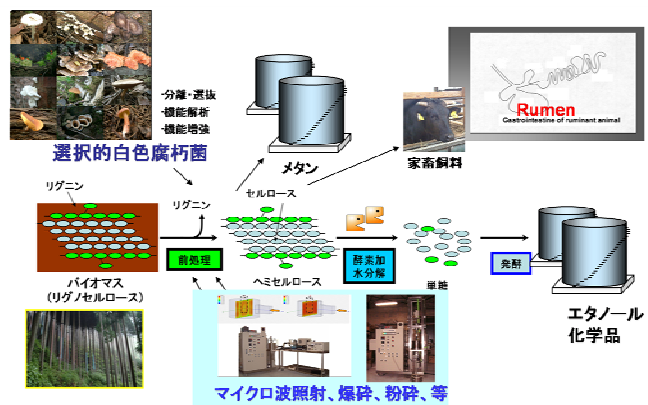 ・分離・選抜
・機能解析
・機能増強
選択的白色腐朽菌
メタン
家畜飼料
Rumen
Gastrointestine of ruminant animal
リグニン
リグニン
セルロース
前処理
ヘミセルロース
酵素加
水分解
単糖
発酵
バイオマス
(リグノセルロース)
エタノール
化学品
マイクロ波照射、爆砕、粉砕、等